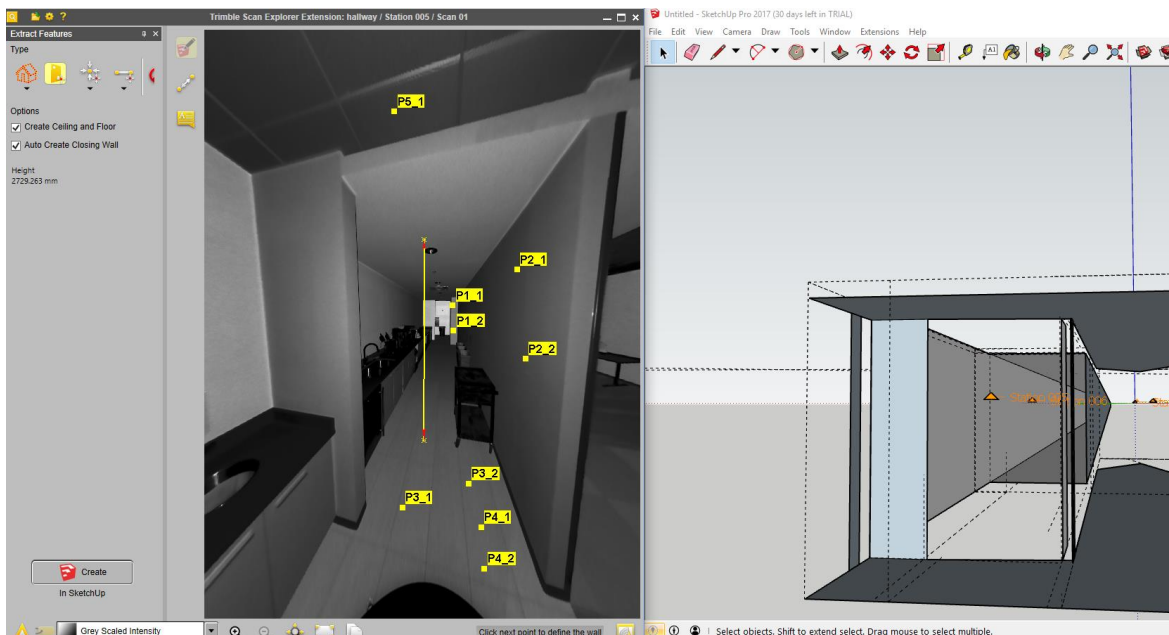 Trimble Scan Explorer Extension: hallway / Station 005 / Scan 01
Extract Features
Type
Options
Create Ceiling and Floor
Auto Create Closing Wall
Height
2729.263 mm
Create
In SketchUp
Grey Scaled Intensity
P5_1
P2_1
P1_1
P1_2
P2_2
P3_2
P3_1
P4_1
P4_2
Click next point to define the wall
Untitled - SketchUp Pro 2017 (30 days left in TRIAL)
File Edit View Camera Draw Tools Window Extensions Help
A1
Select objects. Shift to extend select. Drag mouse to select multiple.